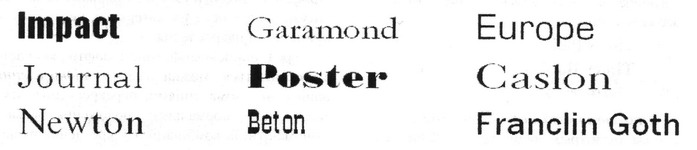 Impact Garamond Europe
Journal Poster Caslon
Newton Beton Franclin Goth